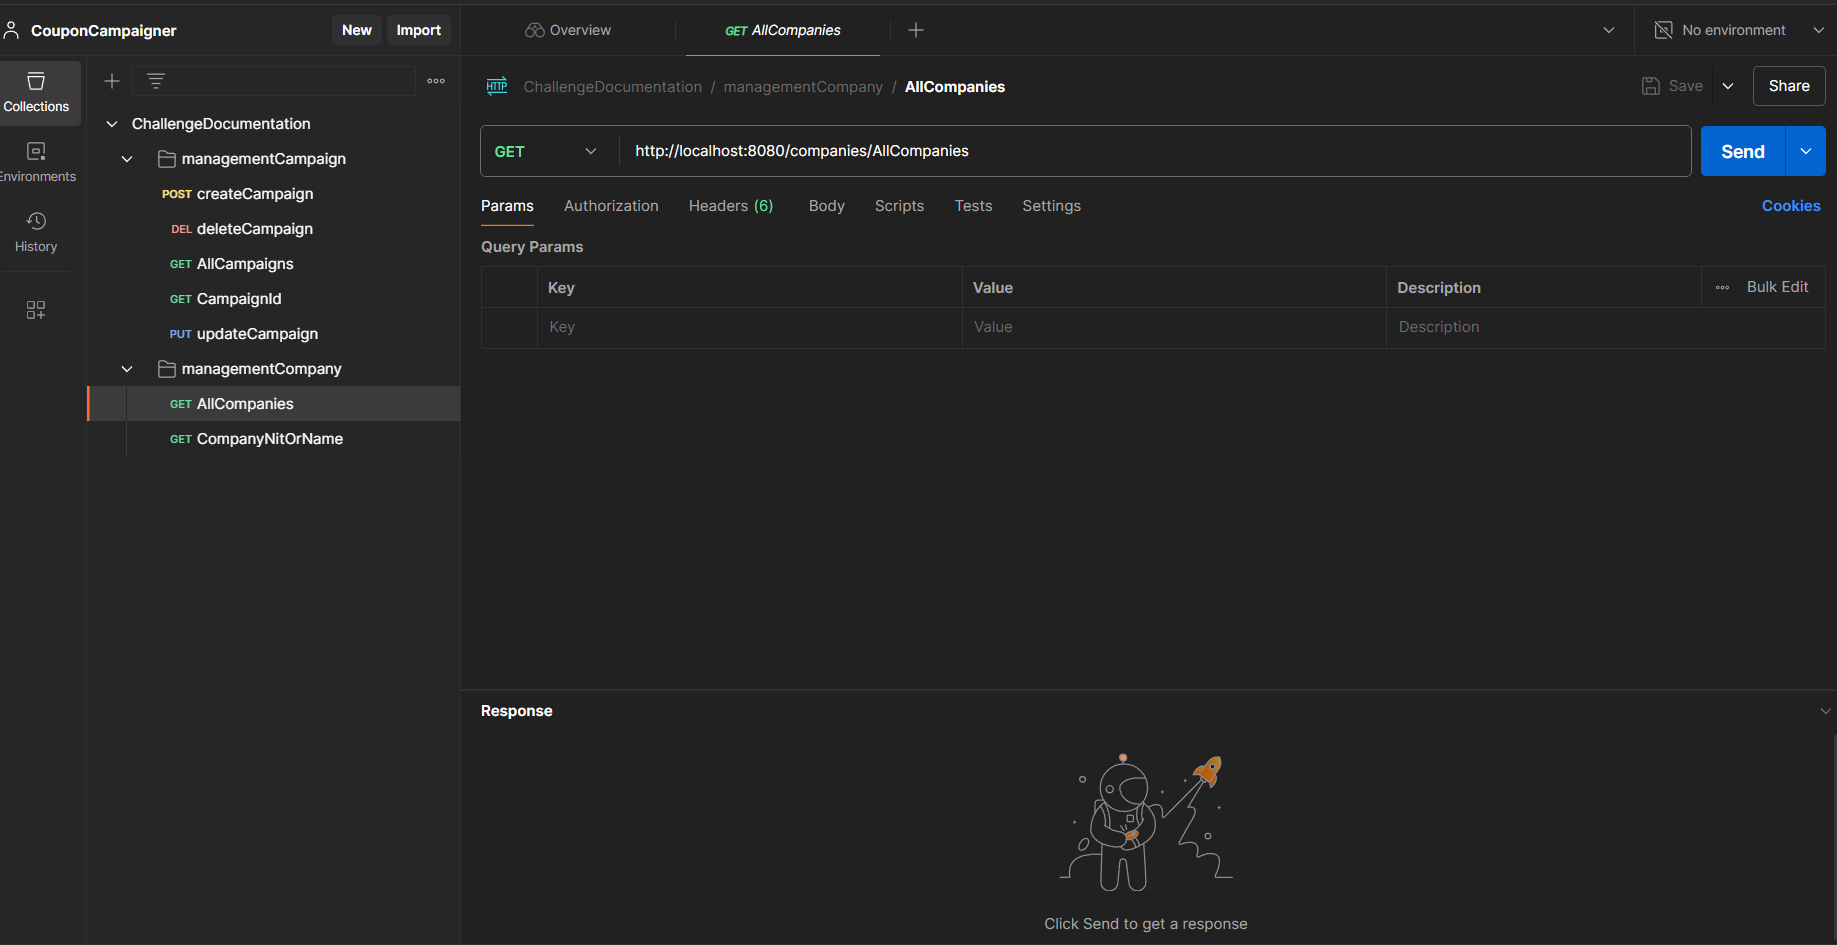 CouponCampaigner
New
Import
Overview
GET AllCompanies
No environment
Collections
Environments
History
ChallengeDocumentation
managementCampaign
POST createCampaign
DEL deleteCampaign
GET AllCampaigns
GET CampaignId
PUT updateCampaign
managementCompany
GET AllCompanies
GET CompanyNitOrName
HTTP ChallengeDocumentation / managementCompany / AllCompanies
Save
Share
GET http://localhost:8080/companies/AllCompanies
Send
Params Authorization Headers (6) Body Scripts Tests Settings
Cookies
Query Params
Key Value Description Bulk Edit
Key Value Description
Response
Click Send to get a response